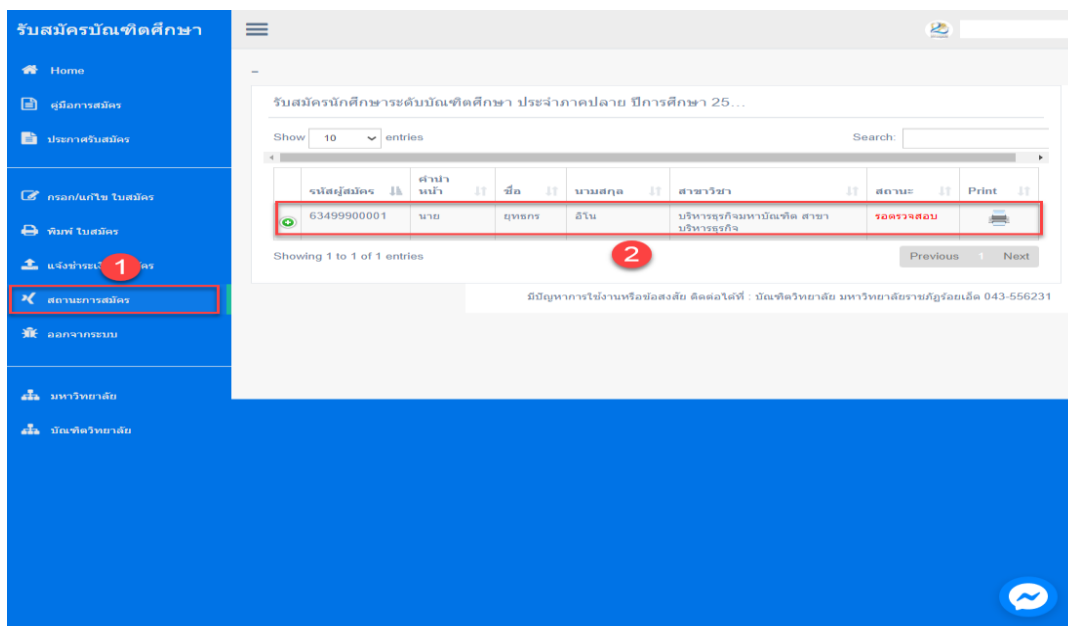 รับสมัครบัณฑิตศึกษา
Home
คู่มือการสมัคร
ประกาศรับสมัคร
กรอก/แก้ไข ใบสมัคร
พิมพ์ ใบสมัคร
แจ้งชำระเ
1
คร
สถานะการสมัคร
ออกจากระบบ
มหาวิทยาลัย
บัณฑิตวิทยาลัย
รับสมัครนักศึกษาระดับบัณฑิตศึกษา ประจำภาคปลาย ปีการศึกษา 25...
Show 10 entries Search:
รหัสผู้สมัคร คำนำหน้า ชื่อ นามสกุล สาขาวิชา สถานะ Print
63499900001 นาย ยุทธกร อีโน บริหารธุรกิจมหาบัณฑิต สาขา รอตรวจสอบ
บริหารธุรกิจ
Showing 1 to 1 of 1 entries 2 Previous 1 Next
มีปัญหาการใช้งานหรือข้อสงสัย ติดต่อได้ที่ : บัณฑิตวิทยาลัย มหาวิทยาลัยราชภัฏร้อยเอ็ด 043-556231